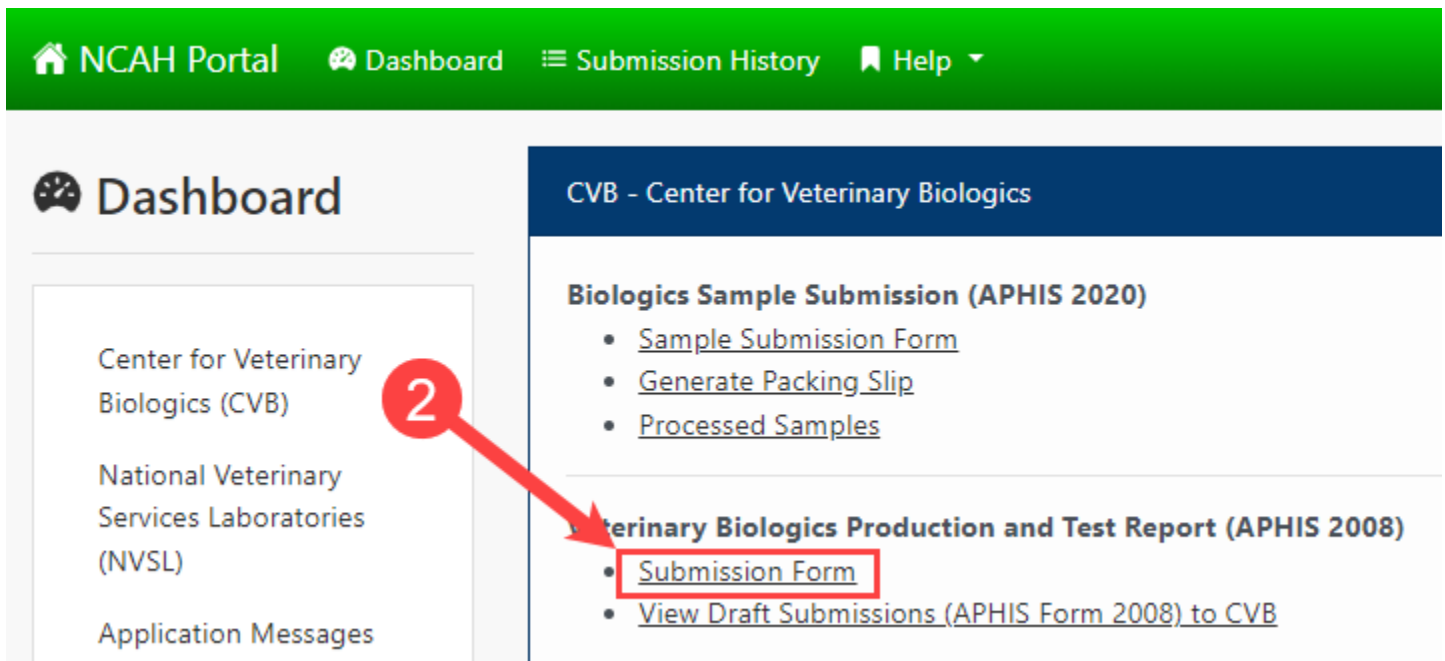 NCAH Portal Dashboard Submission History Help
Dashboard
Center for Veterinary
Biologics (CVB)
National Veterinary
Services Laboratories
(NVSL)
Application Messages
2
CVB - Center for Veterinary Biologics
Biologics Sample Submission (APHIS 2020)
• Sample Submission Form
• Generate Packing Slip
• Processed Samples
Veterinary Biologics Production and Test Report (APHIS 2008)
• Submission Form
• View Draft Submissions (APHIS Form 2008) to CVB